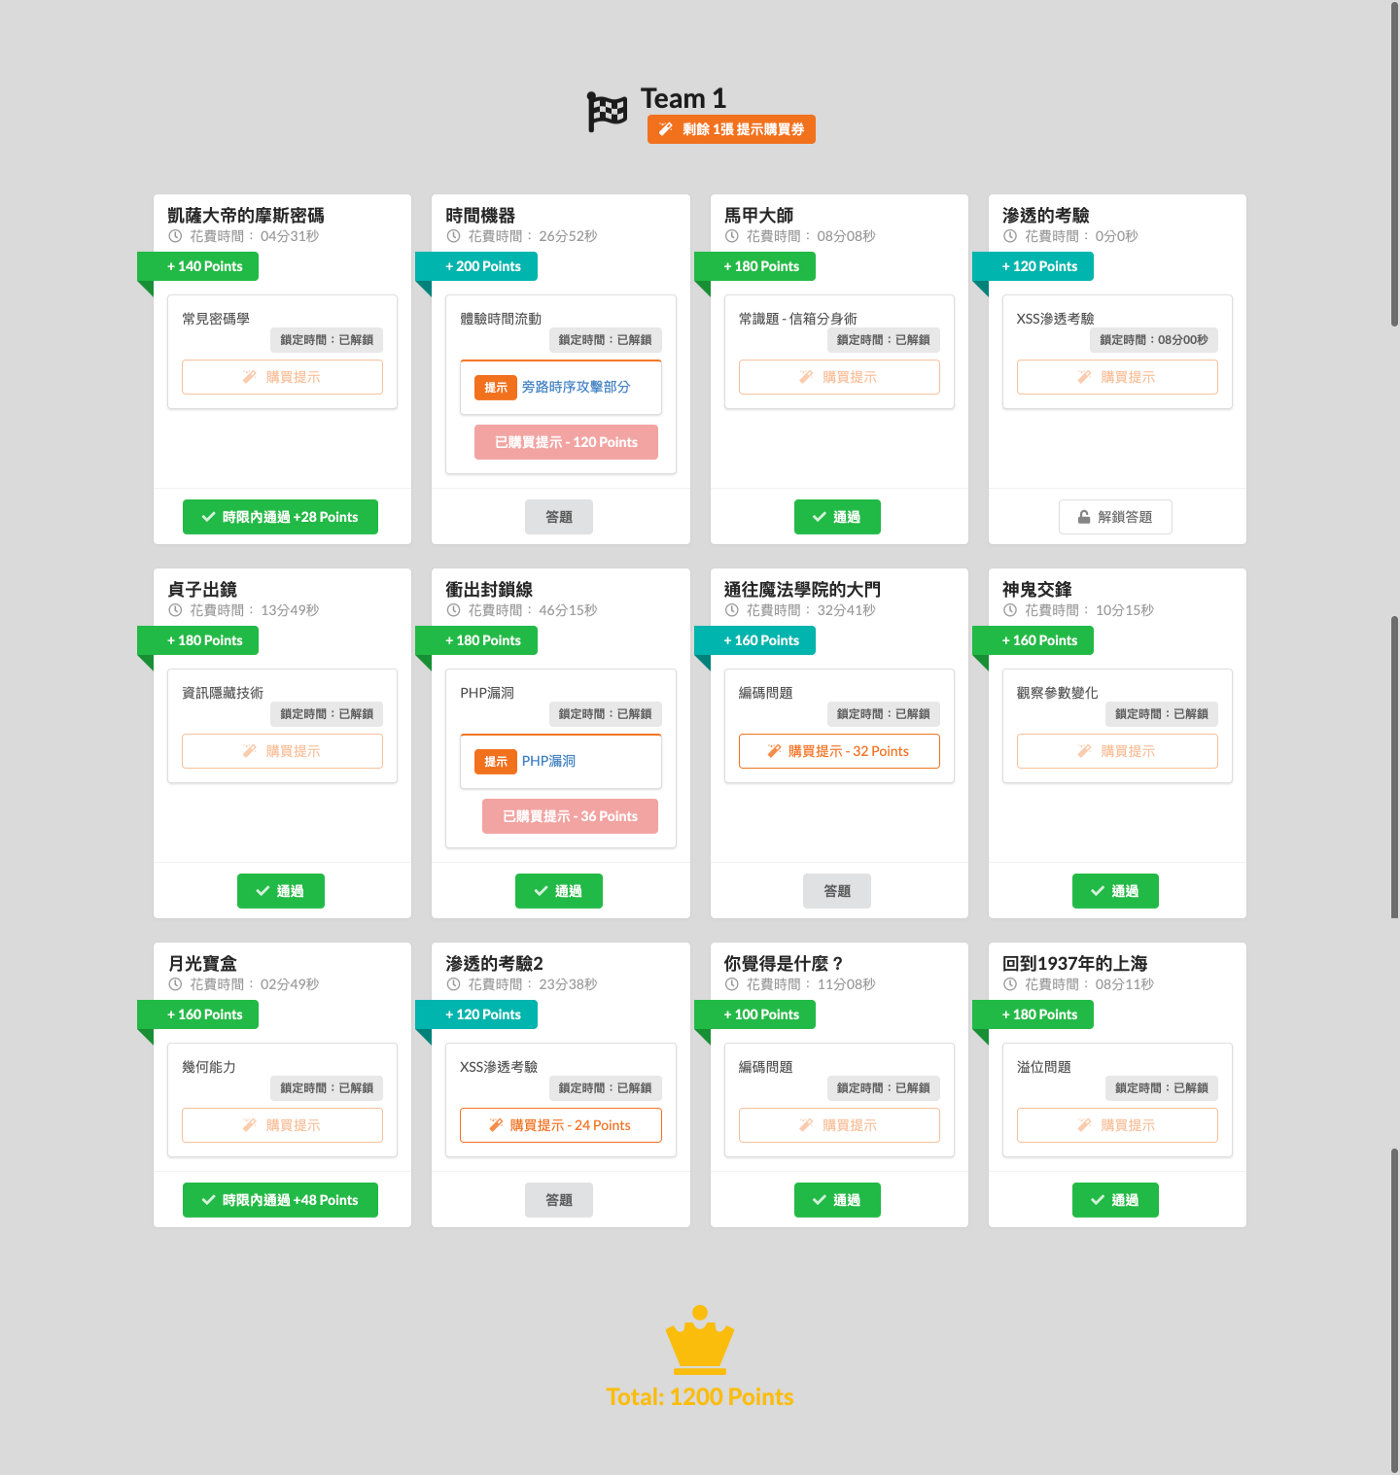 Team 1
剩餘 1張 提示購買券
凱薩大帝的摩斯密碼
花費時間： 04分31秒
+ 140 Points
常見密碼學
鎖定時間：已解鎖
購買提示
時限內通過 +28 Points
時間機器
花費時間： 26分52秒
+ 200 Points
體驗時間流動
鎖定時間：已解鎖
提示 旁路時序攻擊部分
已購買提示 - 120 Points
答題
馬甲大師
花費時間： 08分08秒
+ 180 Points
常識題 - 信箱分身術
鎖定時間：已解鎖
購買提示
通過
滲透的考驗
花費時間： 0分0秒
+ 120 Points
XSS滲透考驗
鎖定時間：08分00秒
購買提示
解鎖答題
貞子出鏡
花費時間： 13分49秒
+ 180 Points
資訊隱藏技術
鎖定時間：已解鎖
購買提示
通過
衝出封鎖線
花費時間： 46分15秒
+ 180 Points
PHP漏洞
鎖定時間：已解鎖
提示 PHP漏洞
已購買提示 - 36 Points
通過
通往魔法學院的大門
花費時間： 32分41秒
+ 160 Points
編碼問題
鎖定時間：已解鎖
購買提示 - 32 Points
答題
神鬼交鋒
花費時間： 10分15秒
+ 160 Points
觀察參數變化
鎖定時間：已解鎖
購買提示
通過
月光寶盒
花費時間： 02分49秒
+ 160 Points
幾何能力
鎖定時間：已解鎖
購買提示
時限內通過 +48 Points
滲透的考驗2
花費時間： 23分38秒
+ 120 Points
XSS滲透考驗
鎖定時間：已解鎖
購買提示 - 24 Points
答題
你覺得是什麼？
花費時間： 11分08秒
+ 100 Points
編碼問題
鎖定時間：已解鎖
購買提示
通過
回到1937年的上海
花費時間： 08分11秒
+ 180 Points
溢位問題
鎖定時間：已解鎖
購買提示
通過
Total: 1200 Points